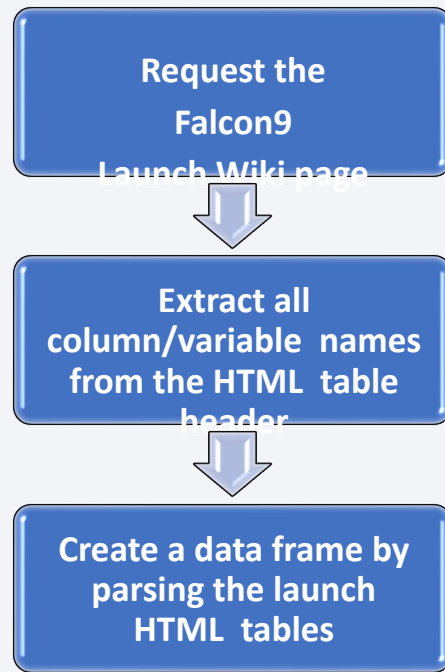 Request the
Falcon9
Launch Wiki page
Extract all
column/variable names
from the HTML table
header
Create a data frame by
parsing the launch
HTML tables